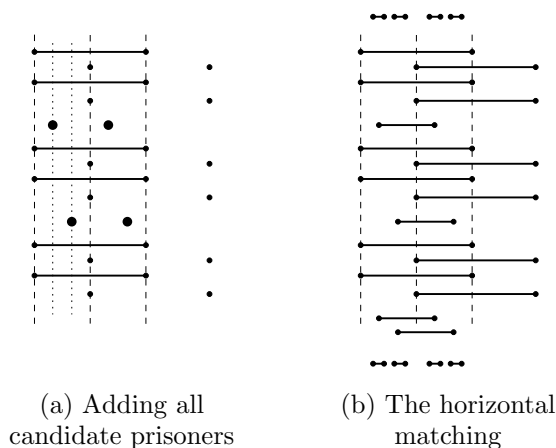 (a) Adding all
candidate prisoners
(b) The horizontal
matching